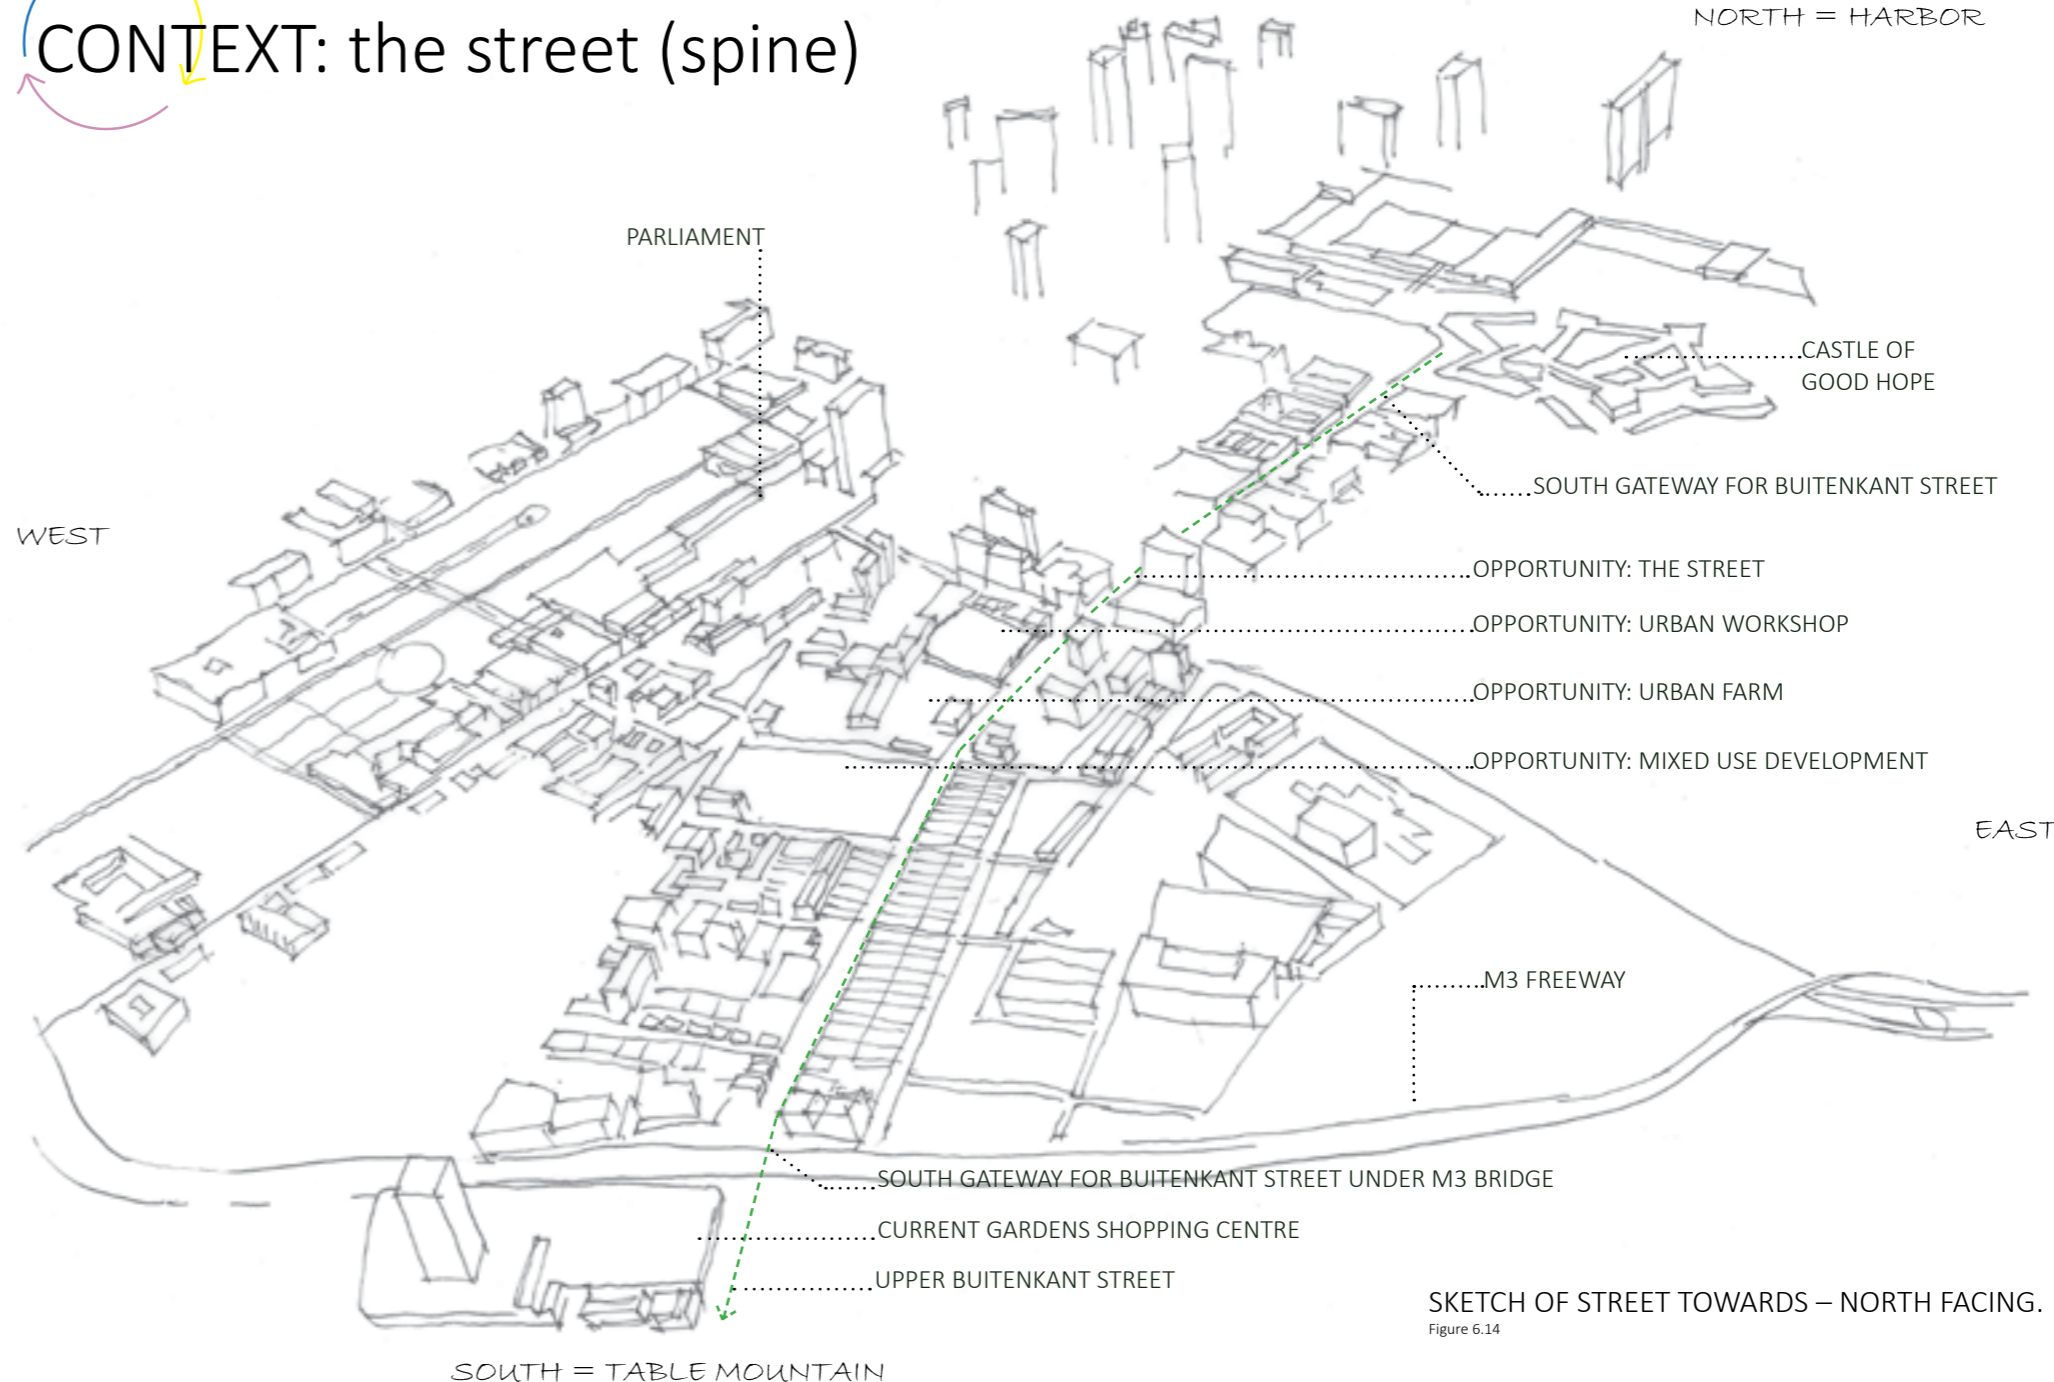 CONTEXT: the street (spine)
NORTH = HARBOR
PARLIAMENT
CASTLE OF
GOOD HOPE
SOUTH GATEWAY FOR BUITENKANT STREET
WEST
OPPORTUNITY: THE STREET
OPPORTUNITY: URBAN WORKSHOP
OPPORTUNITY: URBAN FARM
OPPORTUNITY: MIXED USE DEVELOPMENT
EAST
M3 FREEWAY
SOUTH GATEWAY FOR BUITENKANT STREET UNDER M3 BRIDGE
CURRENT GARDENS SHOPPING CENTRE
UPPER BUITENKANT STREET
SKETCH OF STREET TOWARDS – NORTH FACING.
Figure 6.14
SOUTH = TABLE MOUNTAIN